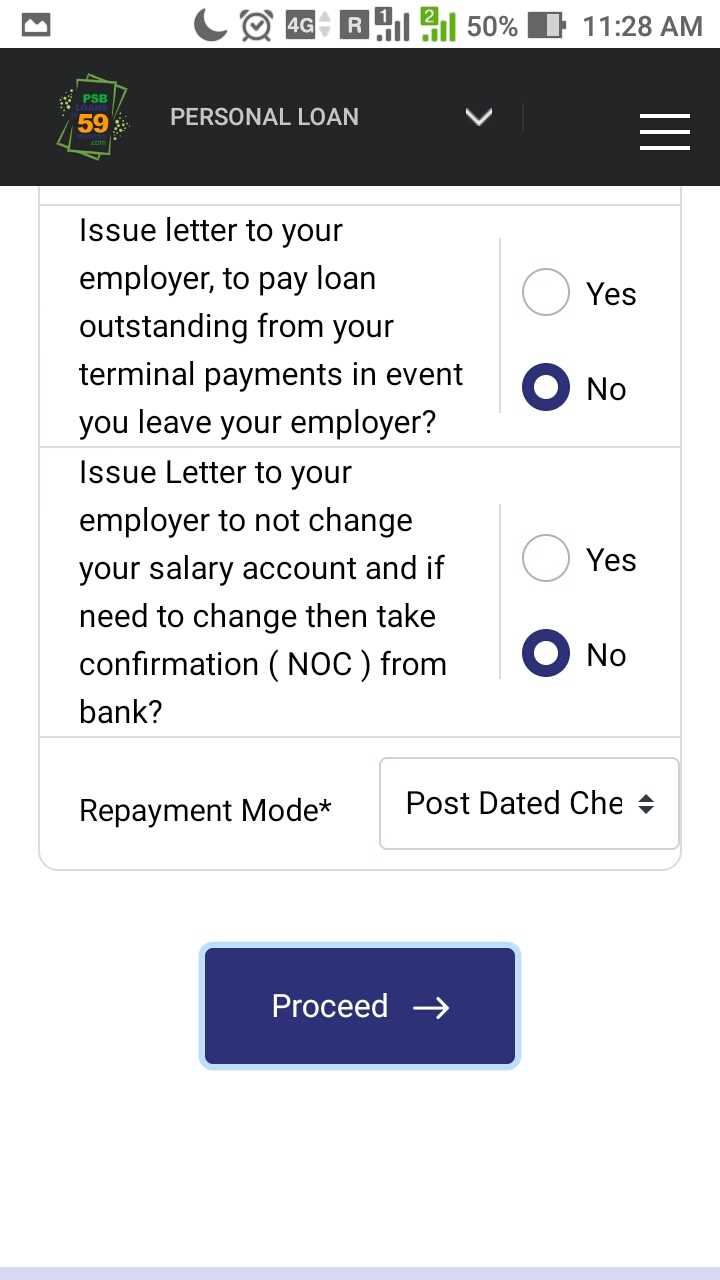 4G R 1 2 50% 11:28 AM
PSB
LOANS
59
.com
PERSONAL LOAN
Issue letter to your
employer, to pay loan
outstanding from your
terminal payments in event
you leave your employer?
Yes
No
Issue Letter to your
employer to not change
your salary account and if
need to change then take
confirmation ( NOC ) from
bank?
Yes
No
Repayment Mode*
Post Dated Che
Proceed →